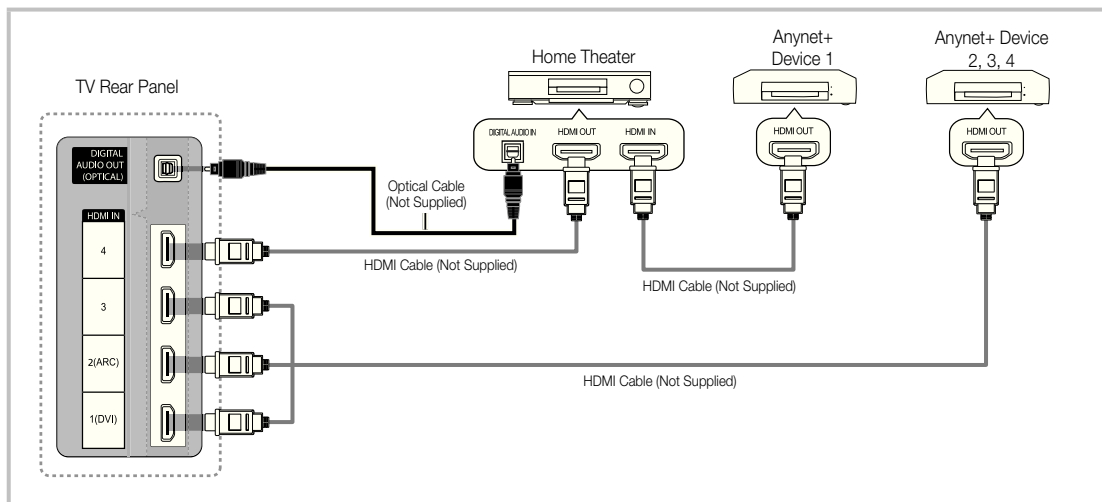 TV Rear Panel
Home Theater
Anynet+
Device 1
Anynet+ Device
2, 3, 4
DIGITAL
AUDIO OUT
(OPTICAL)
DIGITAL AUDIO IN
HDMI OUT
HDMI IN
HDMI OUT
HDMI OUT
Optical Cable
(Not Supplied)
HDMI IN
4
3
2(ARC)
1(DVI)
HDMI Cable (Not Supplied)
HDMI Cable (Not Supplied)
HDMI Cable (Not Supplied)